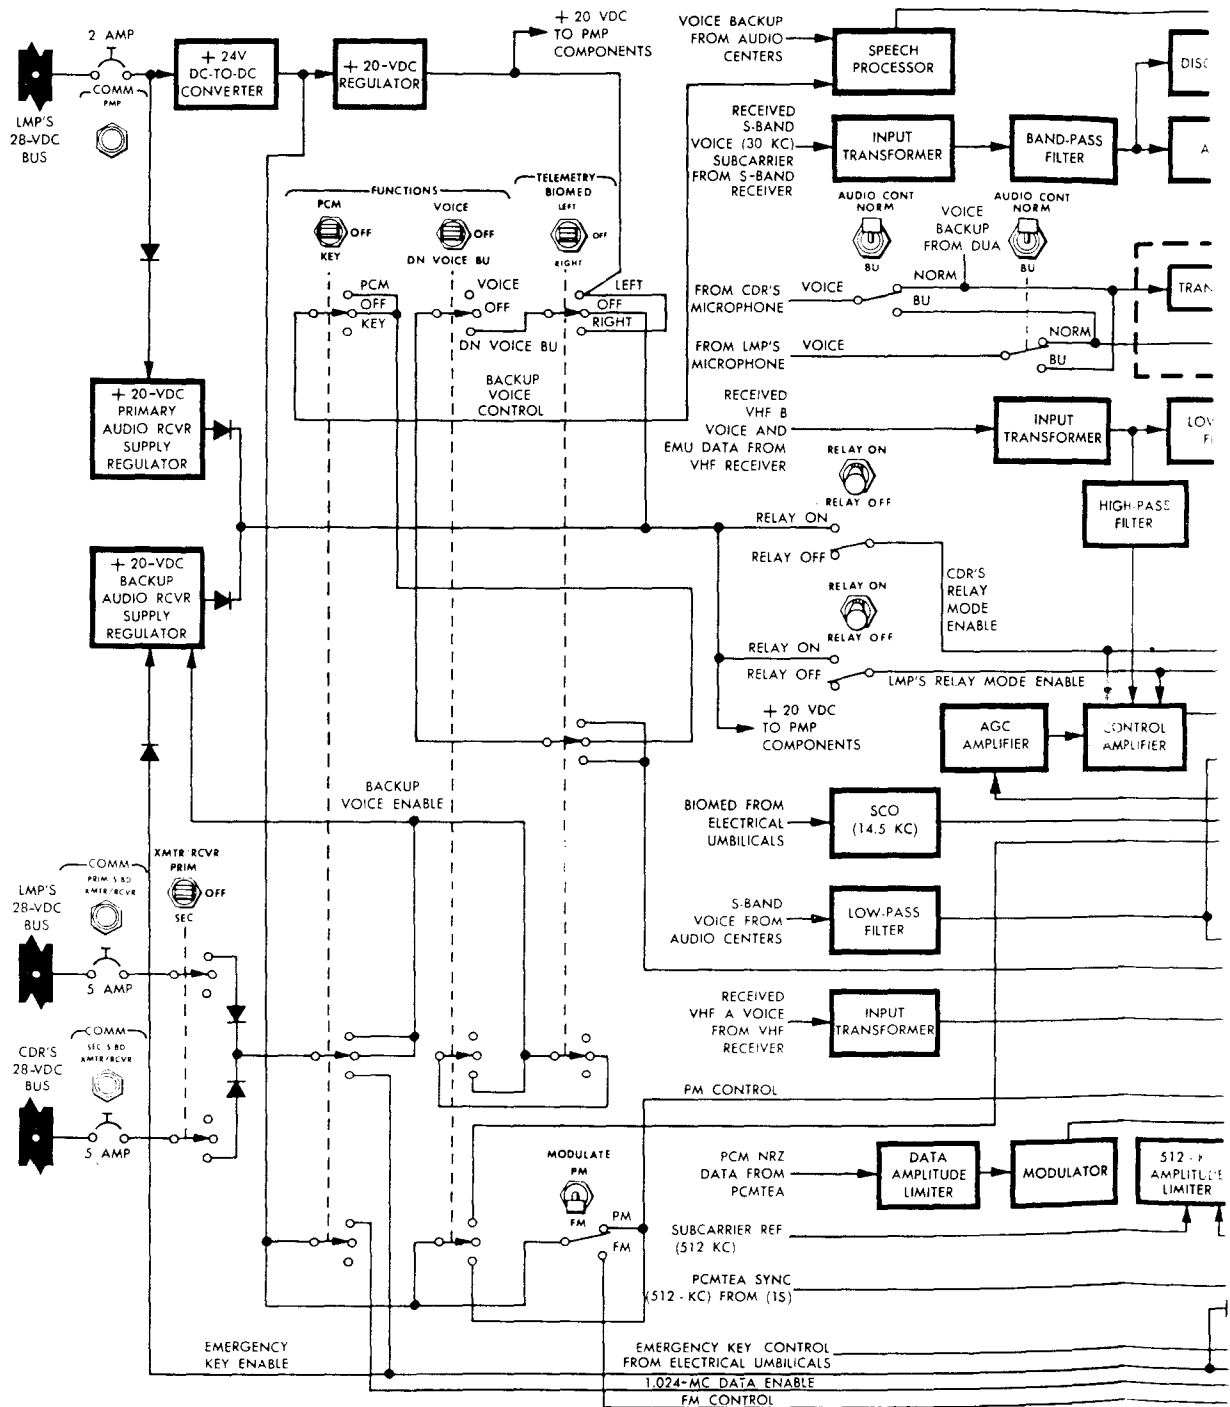 2 AMP
COMM
PMP
LMP'S
28-VDC
BUS
+ 24V
DC-TO-DC
CONVERTER
+ 20-VDC
REGULATOR
+ 20 VDC
TO PMP
COMPONENTS
VOICE BACKUP
FROM AUDIO
CENTERS
SPEECH
PROCESSOR
DISC
RECEIVED
S-BAND
VOICE (30 KC)
SUBCARRIER
FROM S-BAND
RECEIVER
INPUT
TRANSFORMER
BAND-PASS
FILTER
A
FUNCTIONS
PCM
OFF
KEY
VOICE
OFF
DN VOICE BU
TELEMETRY
BIOMED
LEFT
OFF
RIGHT
AUDIO CONT
NORM
BU
VOICE
BACKUP
FROM DUA
AUDIO CONT
NORM
BU
PCM
OFF
KEY
VOICE
OFF
DN VOICE BU
LEFT
OFF
RIGHT
FROM CDR'S
MICROPHONE
VOICE
NORM
BU
TRAN
FROM LMP'S
MICROPHONE
VOICE
NORM
BU
BACKUP
VOICE
CONTROL
+ 20-VDC
PRIMARY
AUDIO RCVR
SUPPLY
REGULATOR
RECEIVED
VHF B
VOICE AND
EMU DATA FROM
VHF RECEIVER
INPUT
TRANSFORMER
LOW
FI
RELAY ON
RELAY OFF
HIGH-PASS
FILTER
RELAY ON
RELAY OFF
+ 20-VDC
BACKUP
AUDIO RCVR
SUPPLY
REGULATOR
RELAY ON
RELAY OFF
CDR'S
RELAY
MODE
ENABLE
RELAY ON
RELAY OFF
LMP'S RELAY MODE ENABLE
+ 20 VDC
TO PMP
COMPONENTS
AGC
AMPLIFIER
CONTROL
AMPLIFIER
BACKUP
VOICE ENABLE
BIOMED FROM
ELECTRICAL
UMBILICALS
SCO
(14.5 KC)
COMM
PRIM S BD
XMTR/RCVR
LMP'S
28-VDC
BUS
XMTR/RCVR
PRIM
OFF
SEC
S-BAND
VOICE FROM
AUDIO CENTERS
LOW-PASS
FILTER
5 AMP
RECEIVED
VHF A VOICE
FROM VHF
RECEIVER
INPUT
TRANSFORMER
COMM
SEC S BD
XMTR/RCVR
CDR'S
28-VDC
BUS
5 AMP
PM CONTROL
MODULATE
PM
FM
PM
FM
PCM NRZ
DATA FROM
PCMTEA
DATA
AMPLITUDE
LIMITER
MODULATOR
512 - K
AMPLITUDE
LIMITER
SUBCARRIER REF
(512 KC)
PCMTEA SYNC
(512 - KC) FROM (1S)
EMERGENCY
KEY ENABLE
EMERGENCY KEY CONTROL
FROM ELECTRICAL UMBILICALS
1.024-MC DATA ENABLE
FM CONTROL